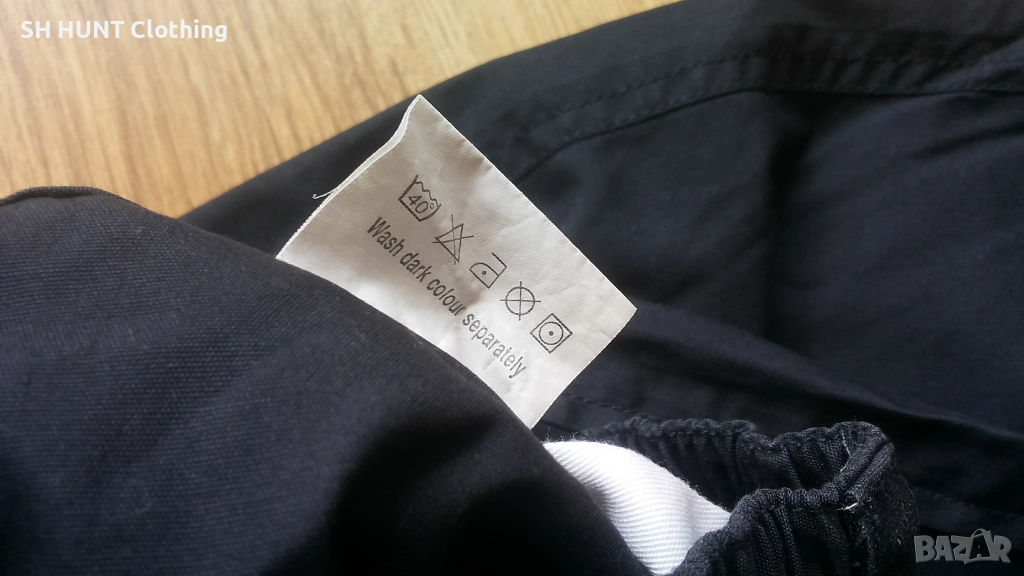 SH HUNT Clothing
40
Wash dark colour separately
BAZAR